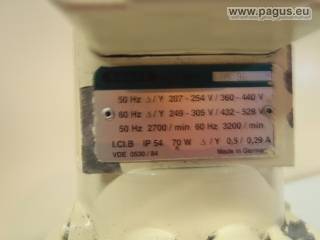 www.pagus.eu
50 Hz △/Y 207-254 V/360-440 V
60 Hz △/Y 249-305 V/432-528 V
50 Hz 2700/min 60 Hz 3200/min
I.Cl.B IP 54 70 W △/Y 0,5/0,29 A
VDE 0530/84 Made in Germany